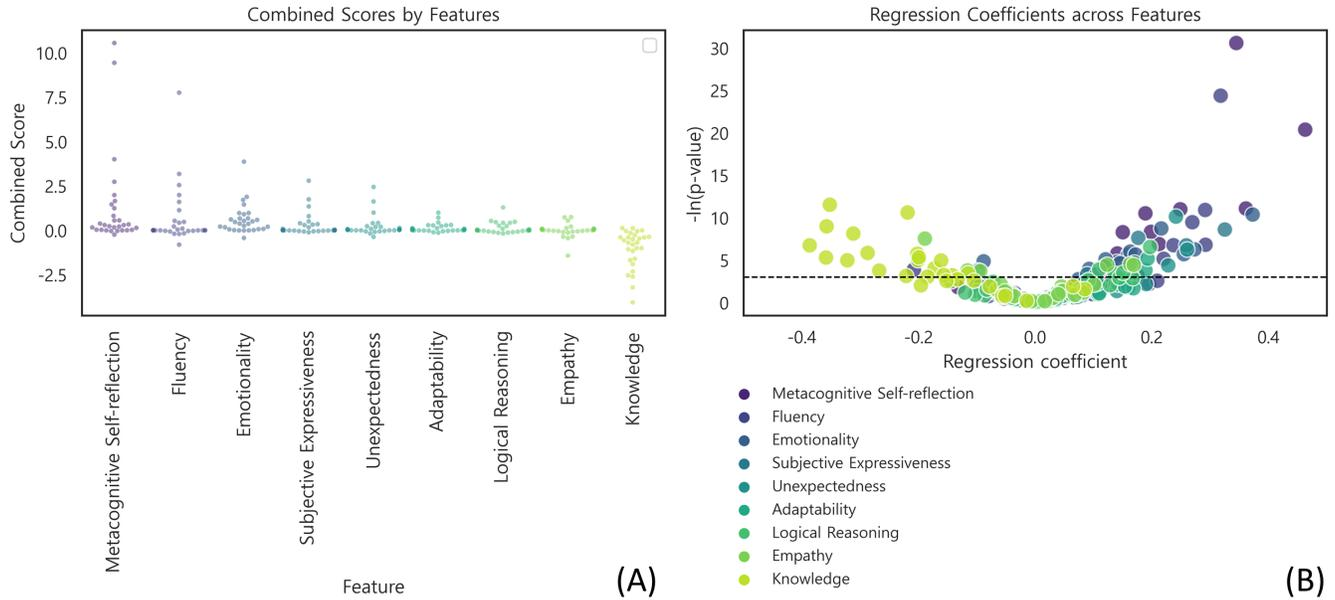 Combined Scores by Features
Combined Score
10.0
7.5
5.0
2.5
0.0
-2.5
Metacognitive Self-reflection
Fluency
Emotionality
Subjective Expressiveness
Unexpectedness
Adaptability
Logical Reasoning
Empathy
Knowledge
Feature
(A)
Regression Coefficients across Features
-ln(p-value)
30
25
20
15
10
5
0
-0.4 -0.2 0.0 0.2 0.4
Regression coefficient
Metacognitive Self-reflection
Fluency
Emotionality
Subjective Expressiveness
Unexpectedness
Adaptability
Logical Reasoning
Empathy
Knowledge
(B)